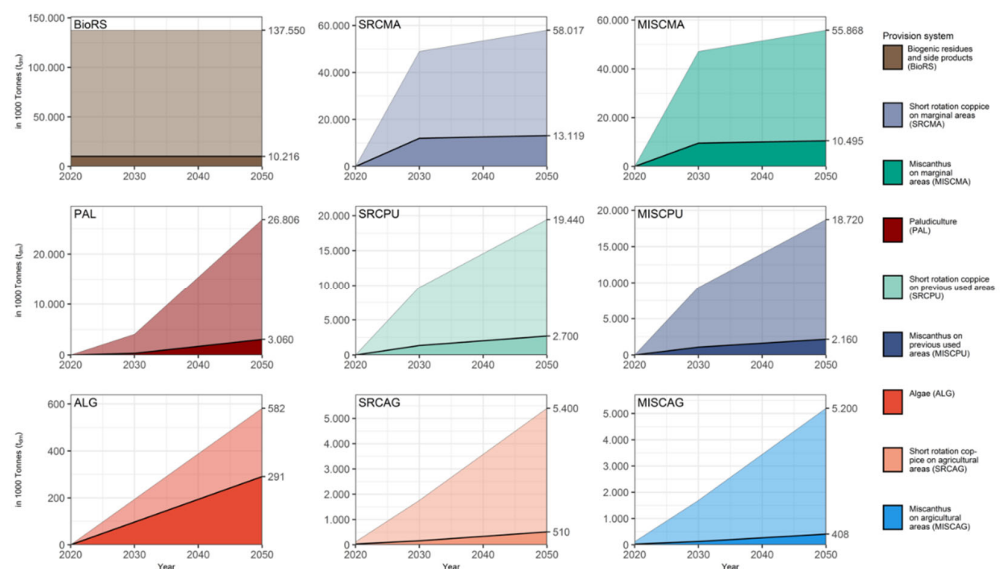 BioRS
150.000
100.000
50.000
0
137.550
10.216
2020
2030
2040
2050
in 1000 Tonnes (tatro)
SRCMA
60.000
40.000
20.000
0
58.017
13.119
2020
2030
2040
2050
MISCMA
60.000
40.000
20.000
0
55.868
10.495
2020
2030
2040
2050
PAL
20.000
10.000
0
26.806
3.060
2020
2030
2040
2050
in 1000 Tonnes (tatro)
SRCPU
20.000
15.000
10.000
5.000
0
19.440
2.700
2020
2030
2040
2050
MISCPU
20.000
15.000
10.000
5.000
0
18.720
2.160
2020
2030
2040
2050
ALG
600
400
200
0
582
291
2020
2030
2040
2050
in 1000 Tonnes (tatro)
Year
SRCAG
5.000
4.000
3.000
2.000
1.000
0
5.400
510
2020
2030
2040
2050
Year
MISCAG
5.000
4.000
3.000
2.000
1.000
0
5.200
408
2020
2030
2040
2050
Year
Provision system
Biogenic residues
and side products
(BioRS)
Short rotation coppice
on marginal areas
(SRCMA)
Miscanthus
on marginal
areas (MISCMA)
Paludiculture
(PAL)
Short rotation coppice
on previous used areas
(SRCPU)
Miscanthus on
previous used
areas (MISCPU)
Algae (ALG)
Short rotation cop-
pice on agricultural
areas (SRCAG)
Miscanthus
on argicultural
areas (MISCAG)